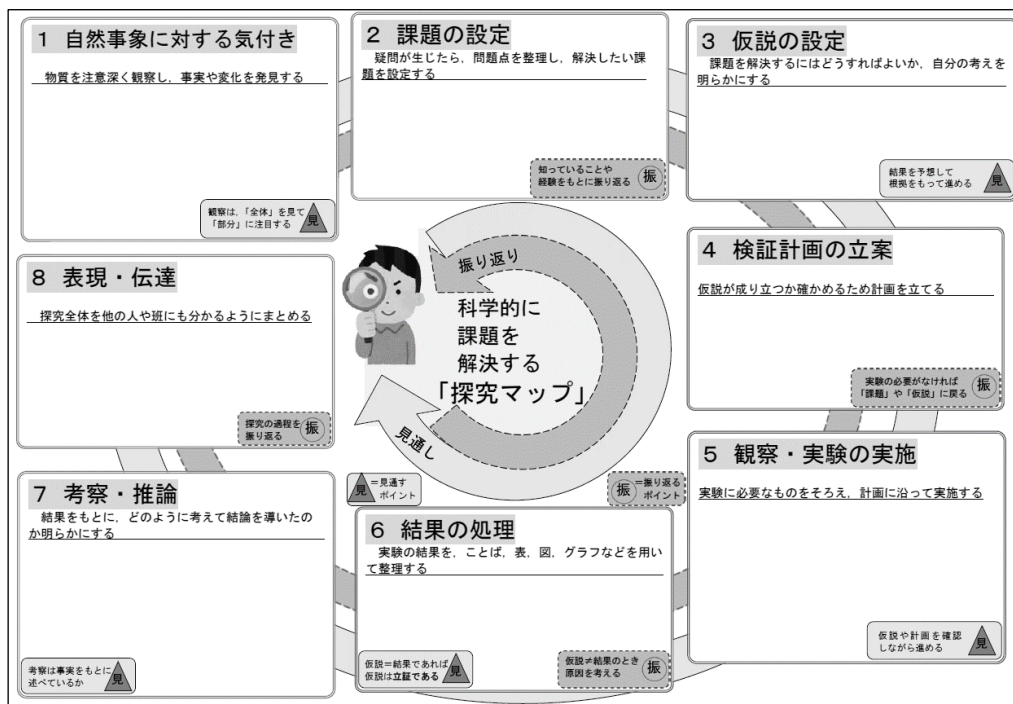 1 自然事象に対する気付き
物質を注意深く観察し，事実や変化を発見する
観察は，「全体」を見て
「部分」に注目する
見
2 課題の設定
疑問が生じたら，問題点を整理し，解決したい課
題を設定する
知っていることや
経験をもとに振り返る
振
3 仮説の設定
課題を解決するにはどうすればよいか，自分の考えを
明らかにする
結果を予想して
根拠をもって進める
見
4 検証計画の立案
仮説が成り立つか確かめるため計画を立てる
実験の必要がなければ
「課題」や「仮説」に戻る
振
5 観察・実験の実施
実験に必要なものをそろえ，計画に沿って実施する
仮説や計画を確認
しながら進める
見
6 結果の処理
実験の結果を，ことば，表，図，グラフなどを用い
て整理する
仮説＝結果であれば
仮説は立証である
見
仮説≠結果のとき
原因を考える
振
7 考察・推論
結果をもとに，どのように考えて結論を導いたの
か明らかにする
考察は事実をもとに
述べているか
見
8 表現・伝達
探究全体を他の人や班にも分かるようにまとめる
探究の過程を
振り返る
振
振り返り
科学的に
課題を
解決する
「探究マップ」
見通し
見
＝見通す
ポイント
振
＝振り返る
ポイント